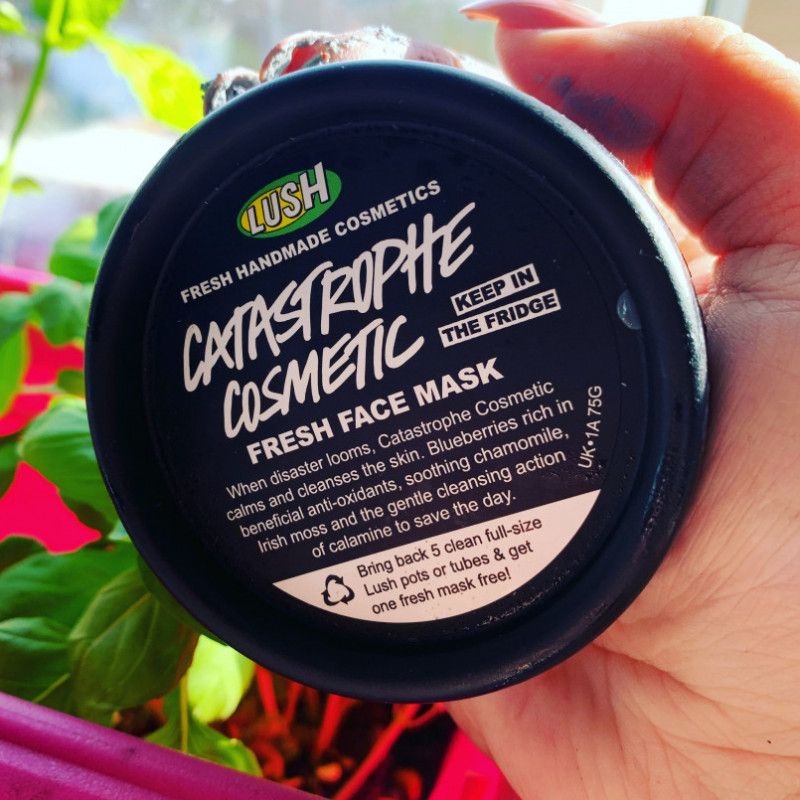 LUSH
FRESH HANDMADE COSMETICS
CATASTROPHE
COSMETIC
KEEP IN
THE FRIDGE
FRESH FACE MASK
When disaster looms, Catastrophe Cosmetic
calms and cleanses the skin. Blueberries rich in
beneficial anti-oxidants, soothing chamomile,
Irish moss and the gentle cleansing action
of calamine to save the day.
UK•1A 75G
Bring back 5 clean full-size
Lush pots or tubes & get
one fresh mask free!